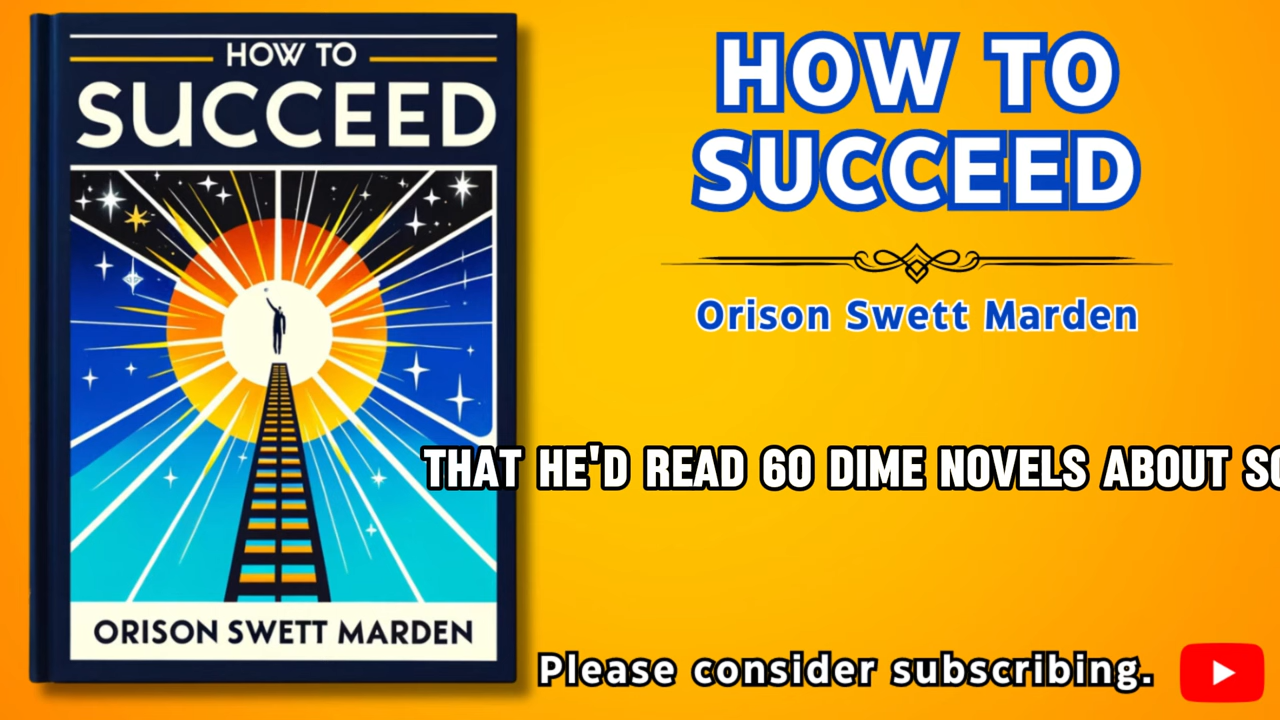 HOW TO
SUCCEED
ORISON SWETT MARDEN
HOW TO
SUCCEED
Orison Swett Marden
THAT HE'D READ 60 DIME NOVELS ABOUT
Please consider subscribing.